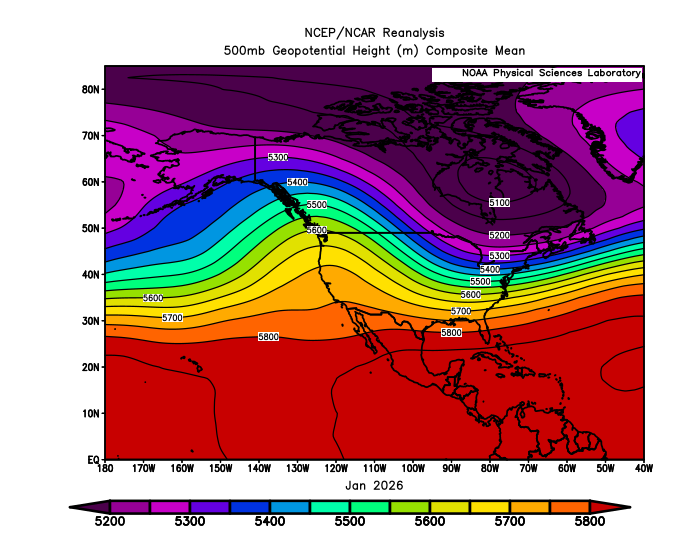 NCEP/NCAR Reanalysis
500mb Geopotential Height (m) Composite Mean
NOAA Physical Sciences Laboratory
80N
70N
5300
60N
5400
5100
5500
50N
5600
5200
5300
5400
40N
5500
5600
5600
5700
5700
30N
5800
5800
20N
10N
EQ
180 170W 160W 150W 140W 130W 120W 110W 100W 90W 80W 70W 60W 50W 40W
Jan 2026
5200 5300 5400 5500 5600 5700 5800